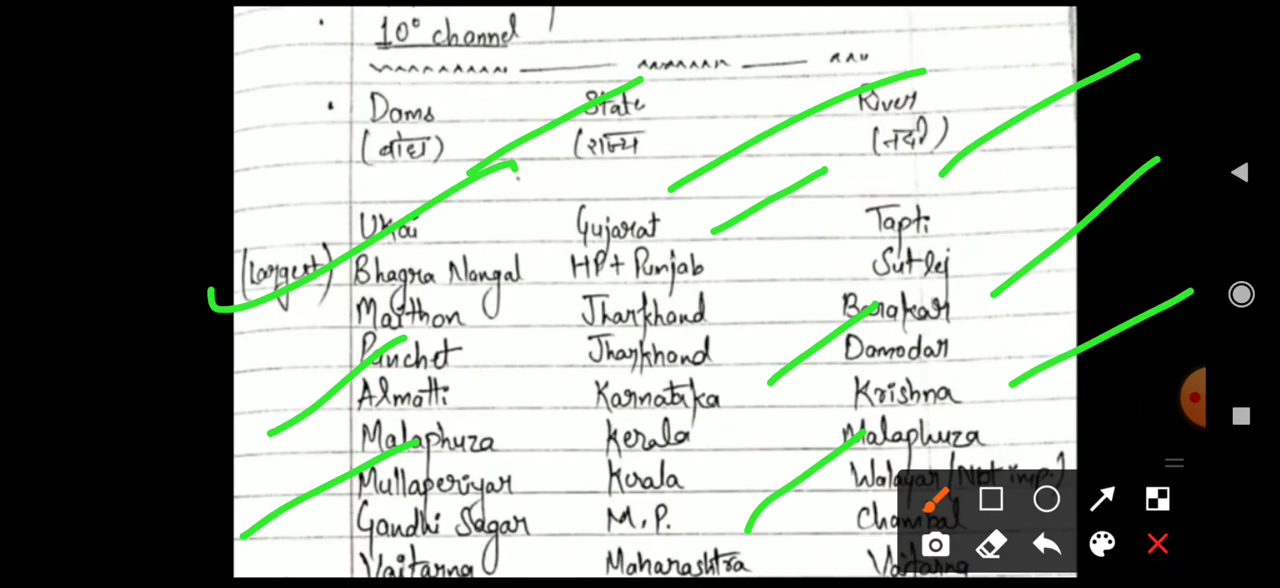 10° channel
Dams State River
(बाँध) (राज्य (नदी)
Ukai Gujarat Tapti
(Largest) Bhagra Nangal HP+ Punjab Sutlej
Maithon Jharkhand Barakar
Panchet Jharkhand Damodar
Almatti Karnataka Krishna
Malaphuza Kerala Malaphuza
Mullaperiyar Kerala Walayar (Not imp.)
Gandhi Sagar M.P. Chambal
Vaitarna Maharashtra Vaitarna